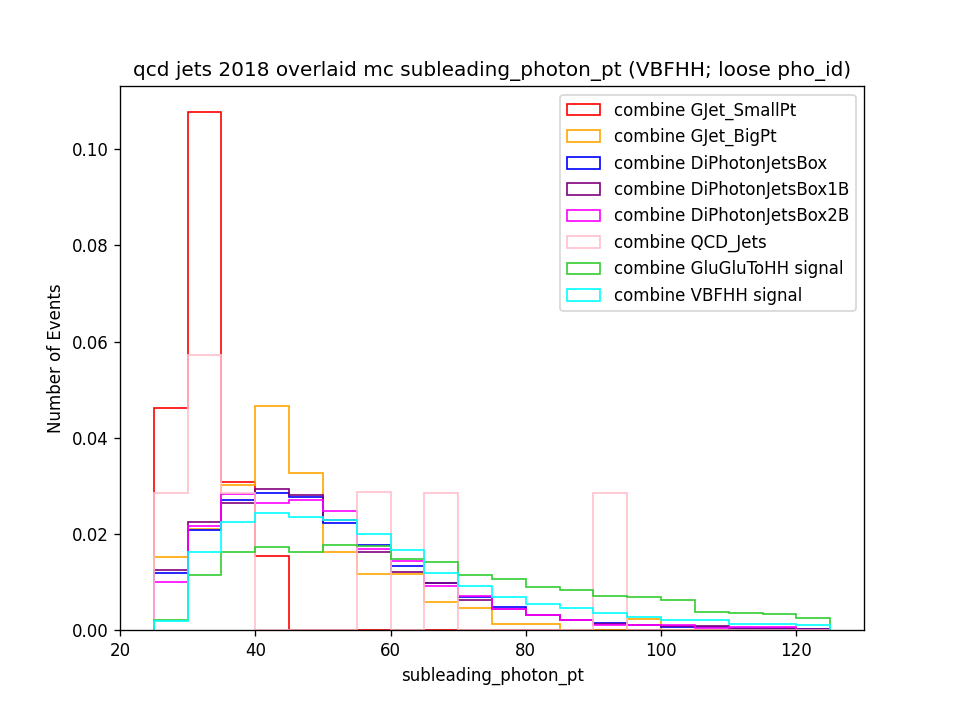 qcd jets 2018 overlaid mc subleading_photon_pt (VBFHH; loose pho_id)
combine GJet_SmallPt
combine GJet_BigPt
combine DiPhotonJetsBox
combine DiPhotonJetsBox1B
combine DiPhotonJetsBox2B
combine QCD_Jets
combine GluGluToHH signal
combine VBFHH signal
Number of Events
0.10
0.08
0.06
0.04
0.02
0.00
20 40 60 80 100 120
subleading_photon_pt